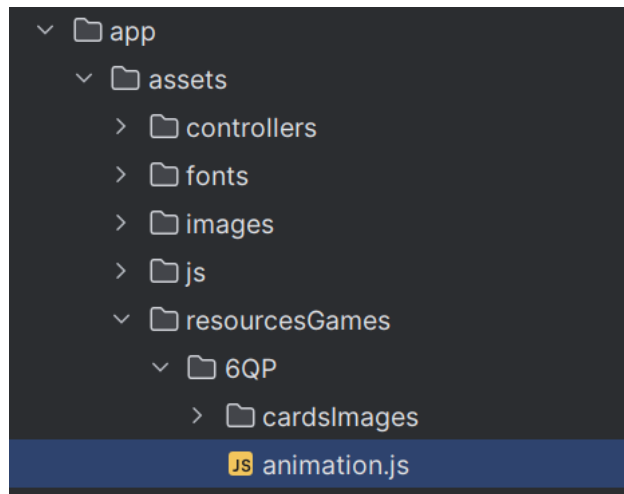 app
assets
controllers
fonts
images
js
resourcesGames
6QP
cardsImages
JS animation.js